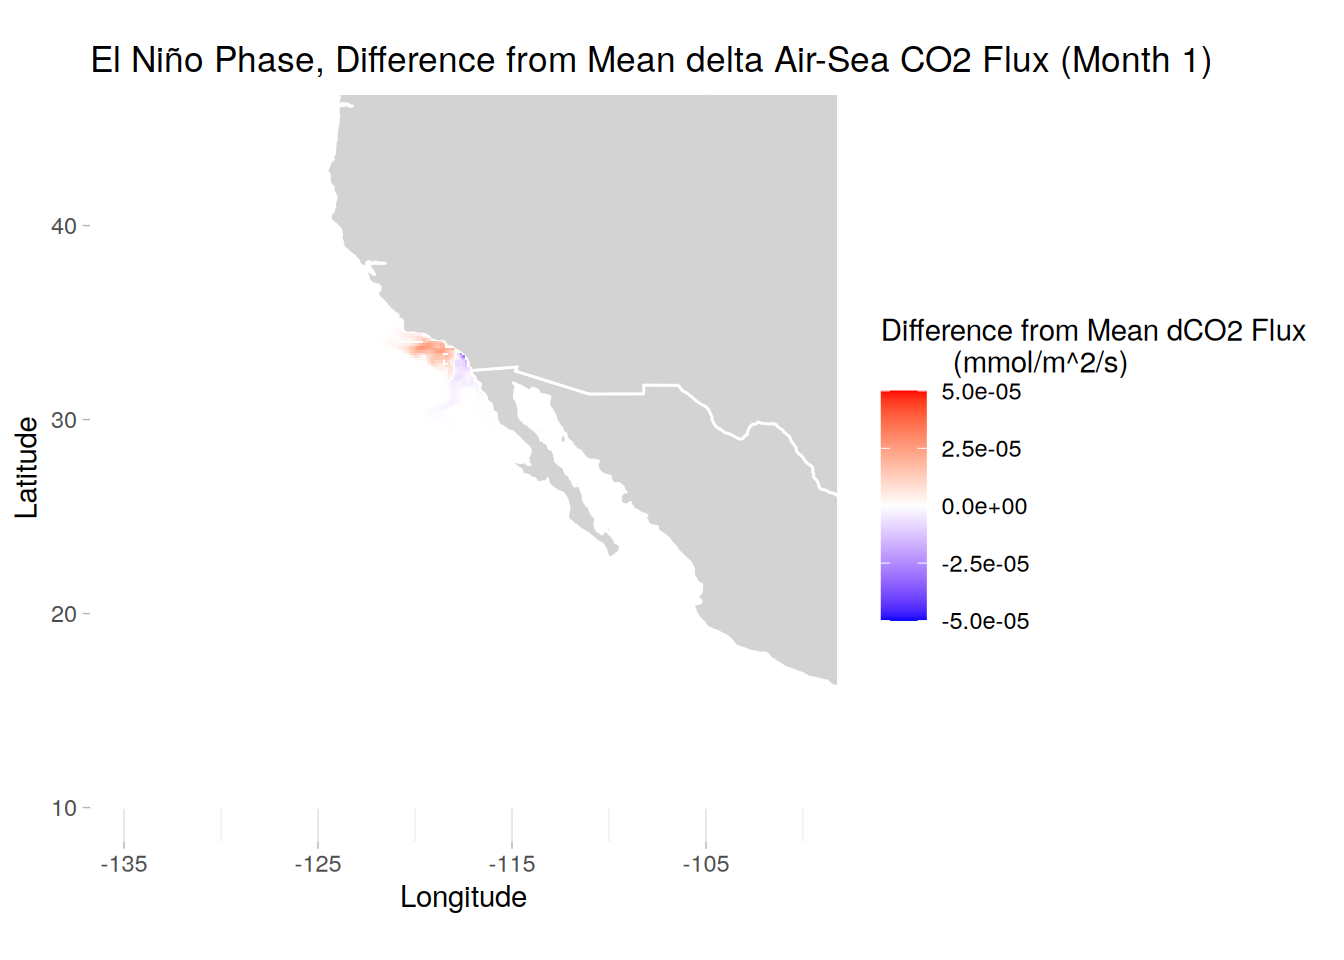 El Niño Phase, Difference from Mean delta Air-Sea CO2 Flux (Month 1)
40
30
20
10
Latitude
-135
-125
-115
-105
Longitude
Difference from Mean dCO2 Flux
(mmol/m^2/s)
5.0e-05
2.5e-05
0.0e+00
-2.5e-05
-5.0e-05